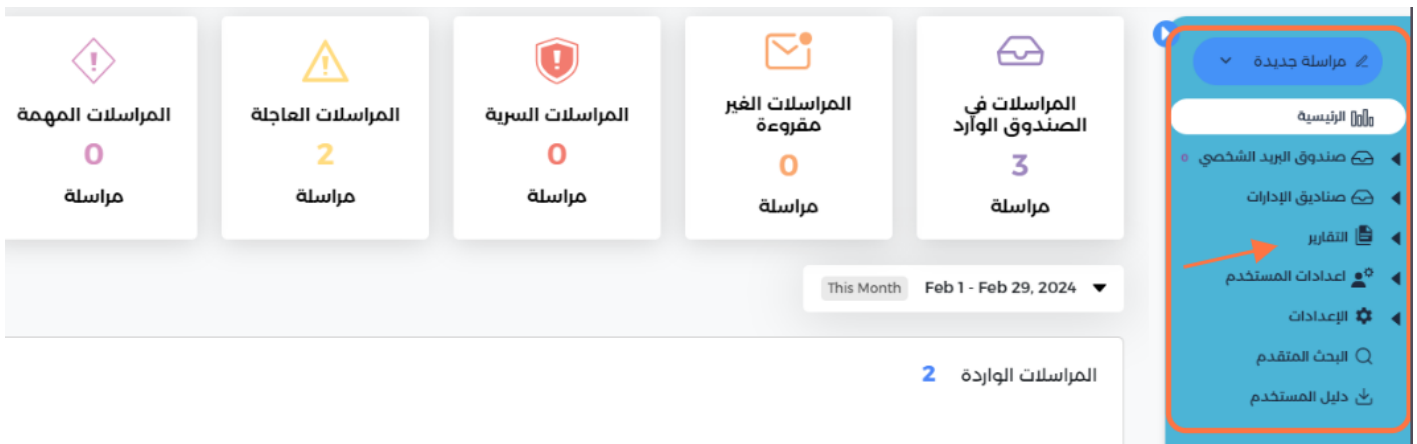 مراسلة جديدة
الرئيسية
صندوق البريد الشخصي 0
صناديق الإدارات
التقارير
اعدادات المستخدم
الإعدادات
البحث المتقدم
دليل المستخدم
المراسلات في
الصندوق الوارد
3
مراسلة
المراسلات الغير
مقروءة
0
مراسلة
المراسلات السرية
0
مراسلة
المراسلات العاجلة
2
مراسلة
المراسلات المهمة
0
مراسلة
This Month Feb 1 - Feb 29, 2024
المراسلات الواردة 2